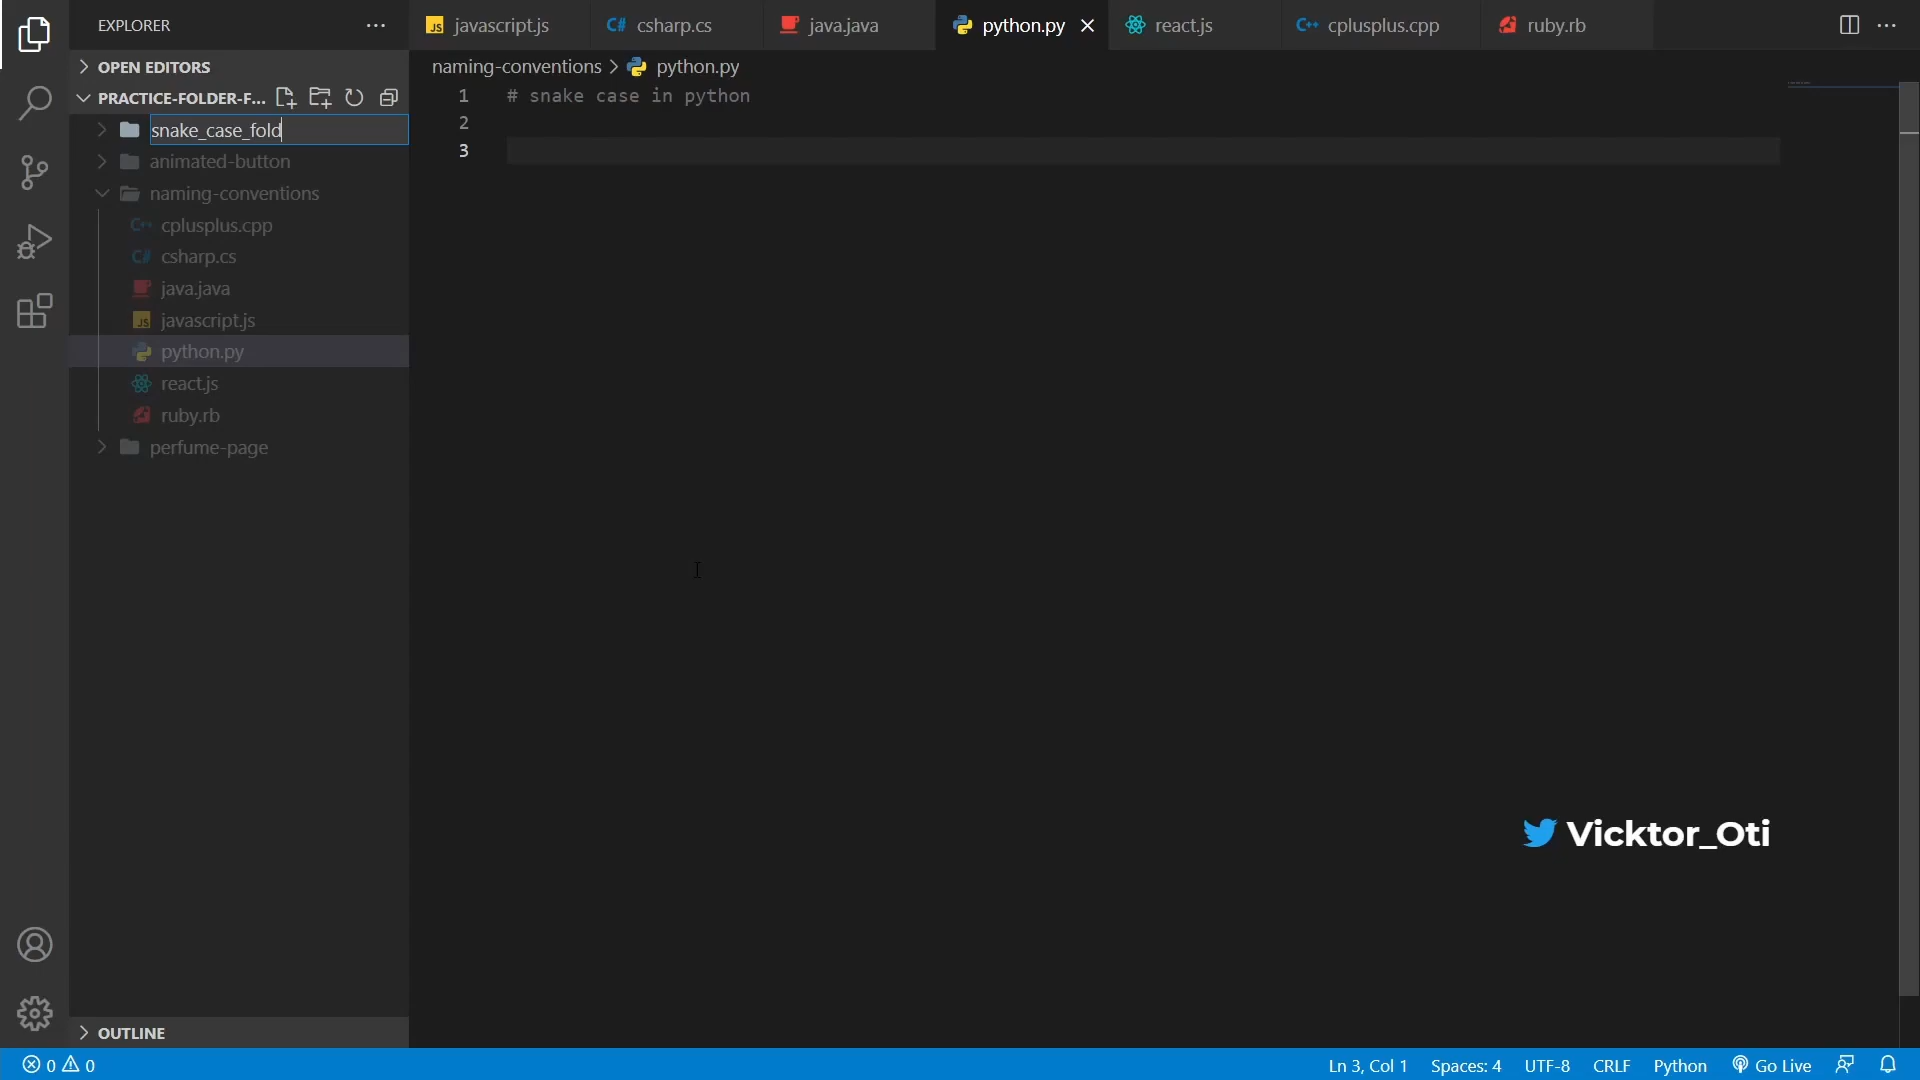 EXPLORER
javascript.js
C# csharp.cs
java.java
python.py
react.js
C++ cplusplus.cpp
ruby.rb
OPEN EDITORS
naming-conventions > python.py
PRACTICE-FOLDER-F...
1 # snake case in python
2
3
snake_case_fold
animated-button
naming-conventions
C++ cplusplus.cpp
C# csharp.cs
java.java
JS javascript.js
python.py
react.js
ruby.rb
perfume-page
Vicktor_Oti
OUTLINE
0 0
Ln 3, Col 1
Spaces: 4
UTF-8
CRLF
Python
Go Live